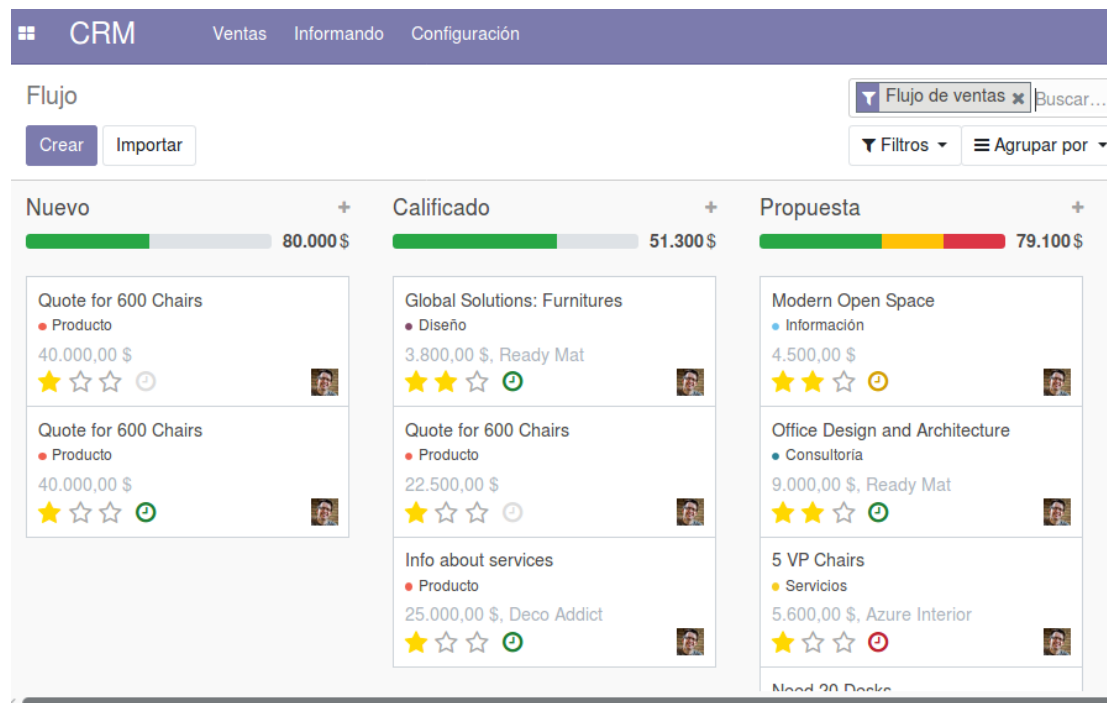 CRM Ventas Informando Configuración
Flujo
Flujo de ventas Buscar...
Crear Importar
Filtros Agrupar por
Nuevo
80.000 $
Quote for 600 Chairs
Producto
40.000,00 $
Quote for 600 Chairs
Producto
40.000,00 $
Calificado
51.300 $
Global Solutions: Furnitures
Diseño
3.800,00 $, Ready Mat
Quote for 600 Chairs
Producto
22.500,00 $
Info about services
Producto
25.000,00 $, Deco Addict
Propuesta
79.100 $
Modern Open Space
Información
4.500,00 $
Office Design and Architecture
Consultoría
9.000,00 $, Ready Mat
5 VP Chairs
Servicios
5.600,00 $, Azure Interior
Need 20 Desks